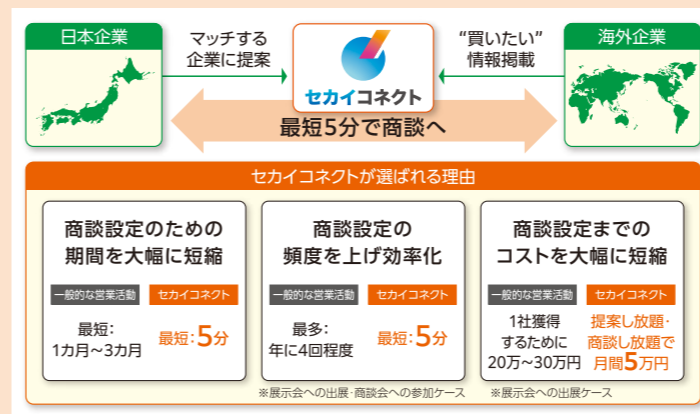 日本企業
マッチする
企業に提案
セカイコネクト
“買いたい”
情報掲載
海外企業
最短5分で商談へ
セカイコネクトが選ばれる理由
商談設定のための
期間を大幅に短縮
一般的な営業活動
セカイコネクト
最短：
1カ月～3カ月
最短：5分
商談設定の
頻度を上げ効率化
一般的な営業活動
セカイコネクト
最多：
年に4回程度
最短：5分
※展示会への出展・商談会への参加ケース
商談設定までの
コストを大幅に短縮
一般的な営業活動
セカイコネクト
1社獲得
するために
20万～30万円
提案し放題・
商談し放題で
月間5万円
※展示会への出展ケース